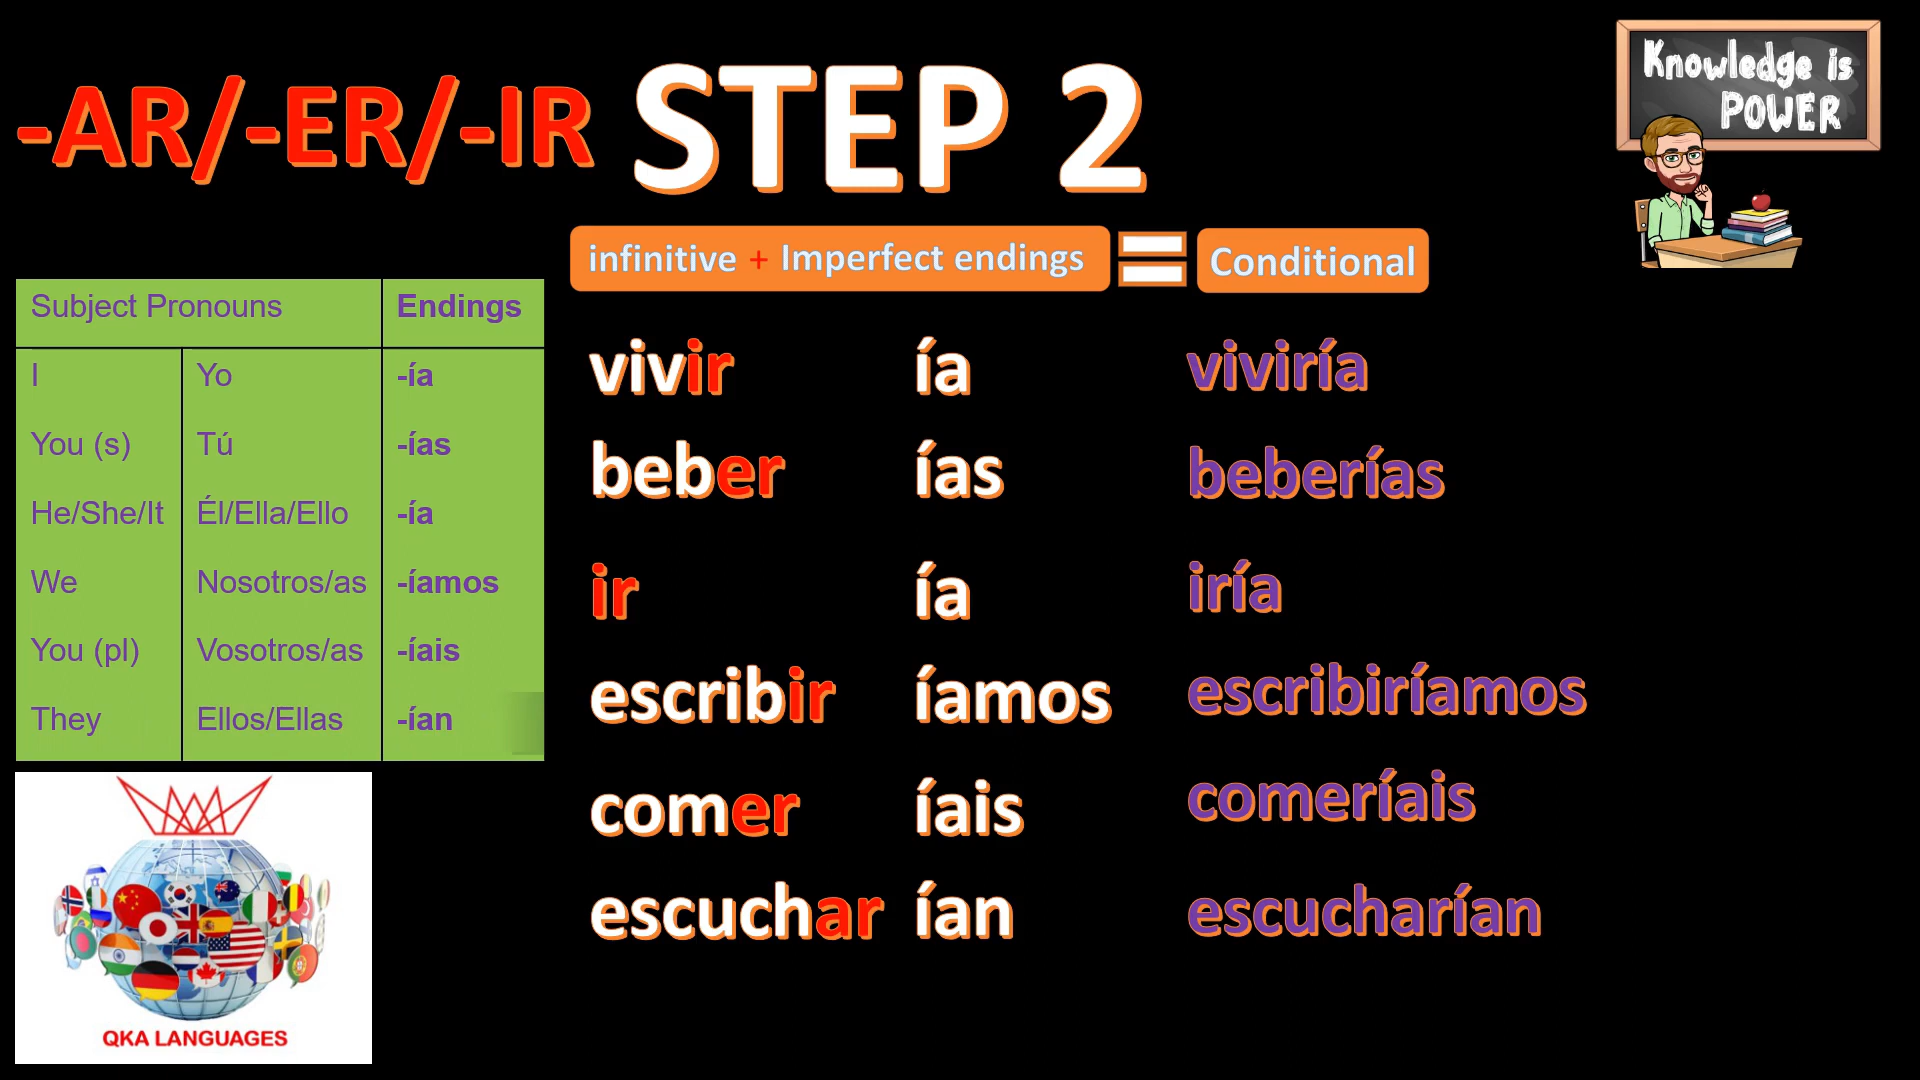 -AR/-ER/-IR STEP 2
Knowledge is
POWER
infinitive + Imperfect endings = Conditional
Subject Pronouns Endings
I Yo -ía
You (s) Tú -ías
He/She/It Él/Ella/Ello -ía
We Nosotros/as -íamos
You (pl) Vosotros/as -íais
They Ellos/Ellas -ían
vivir ía viviría
beber ías beberías
ir ía iría
escribir íamos escribiríamos
comer íais comeríais
escuchar ían escucharían
QKA LANGUAGES